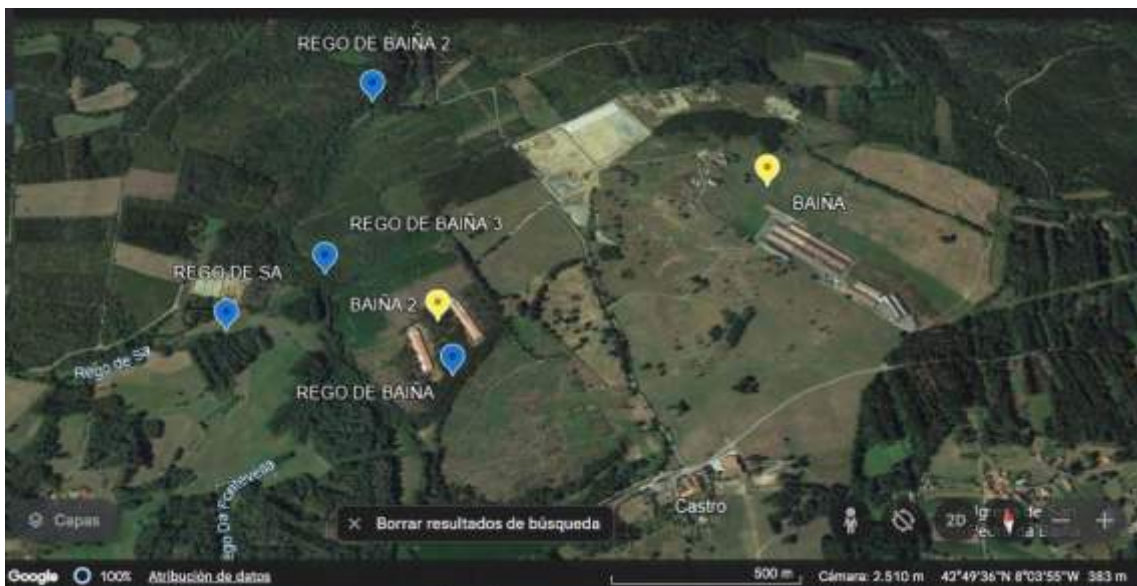 REGO DE BAIÑA 2
BAIÑA
REGO DE BAIÑA 3
REGO DE SA
BAIÑA 2
Rego de Sa
REGO DE BAIÑA
Fontevella
Castro
Capas
Borrar resultados de búsqueda
2D
Google 100% Atribución de datos 500 m Cámara: 2.510 m 42°49'36"N 8°03'55"W 383 m